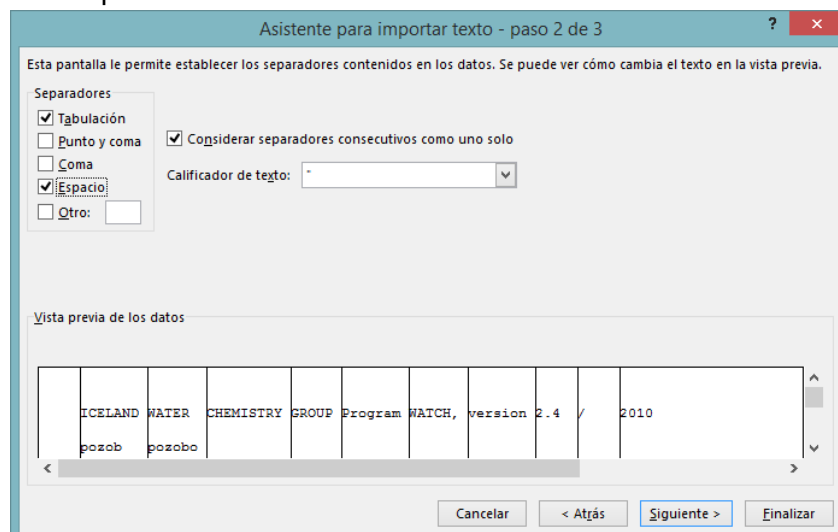 Asistente para importar texto - paso 2 de 3 ? ×
Esta pantalla le permite establecer los separadores contenidos en los datos. Se puede ver cómo cambia el texto en la vista previa.
Separadores
Tabulación
Punto y coma
Coma
Espacio
Otro:
Considerar separadores consecutivos como uno solo
Calificador de texto: "
Vista previa de los datos
ICELAND WATER CHEMISTRY GROUP Program WATCH, version 2.4 / 2010
pozob pozobo
Cancelar < Atrás Siguiente > Finalizar